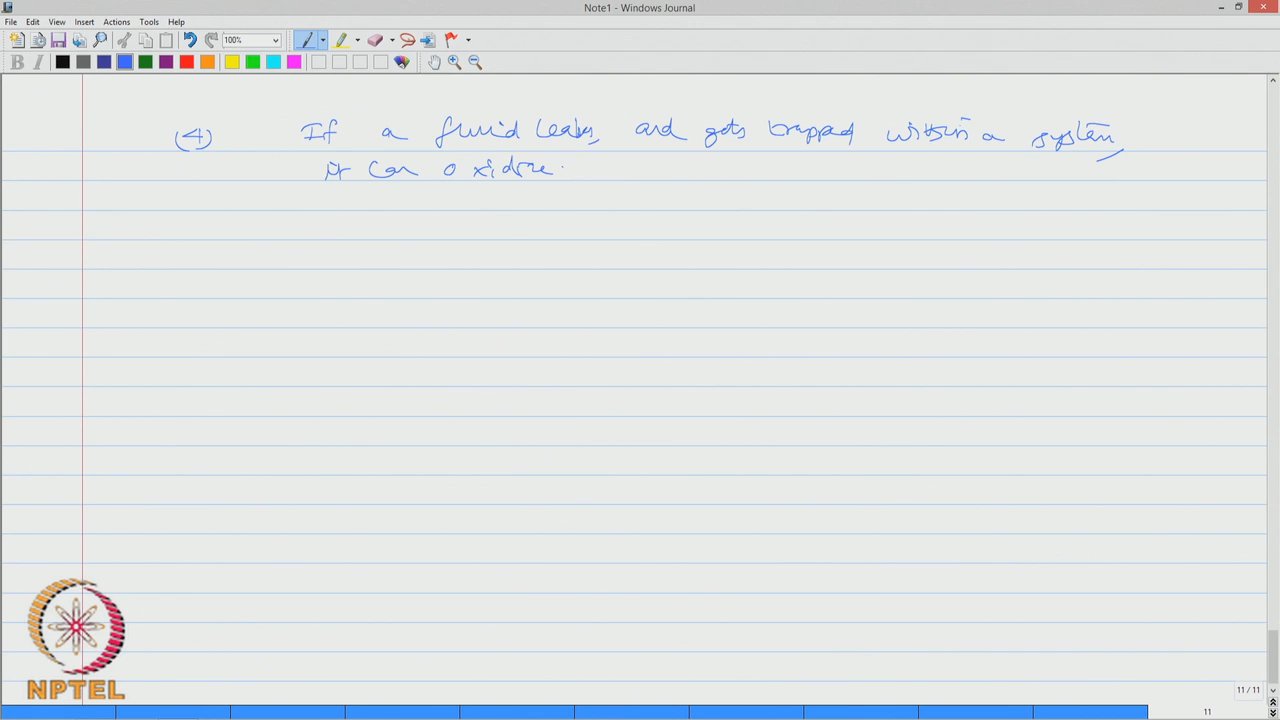 Note1 - Windows Journal
File Edit View Insert Actions Tools Help
100%
B I
(4) If a fluid leaks, and gets trapped within a system,
it can oxidize.
NPTEL
11 / 11
11